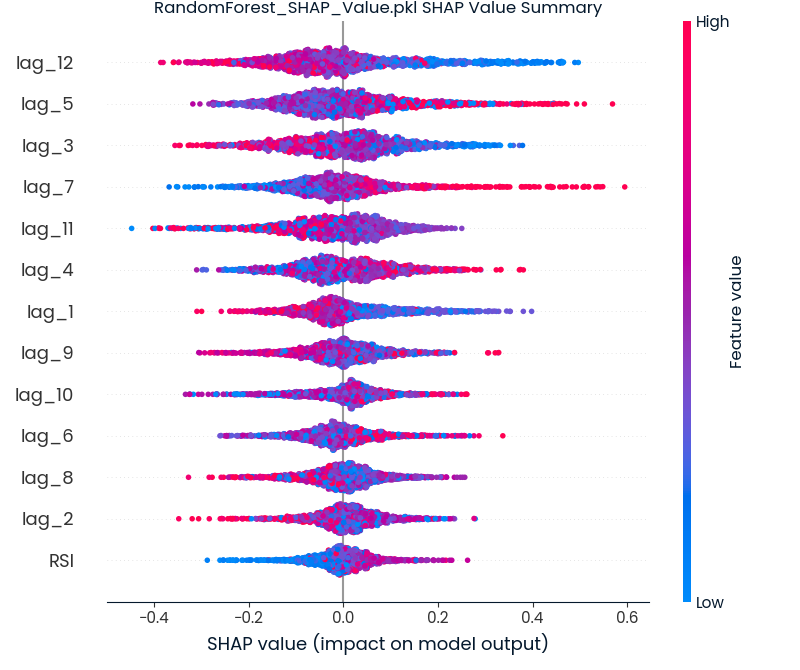 RandomForest_SHAP_Value.pkl SHAP Value Summary
High
lag_12
lag_5
lag_3
lag_7
lag_11
lag_4
lag_1
lag_9
lag_10
lag_6
lag_8
lag_2
RSI
Feature value
Low
−0.4 −0.2 0.0 0.2 0.4 0.6
SHAP value (impact on model output)